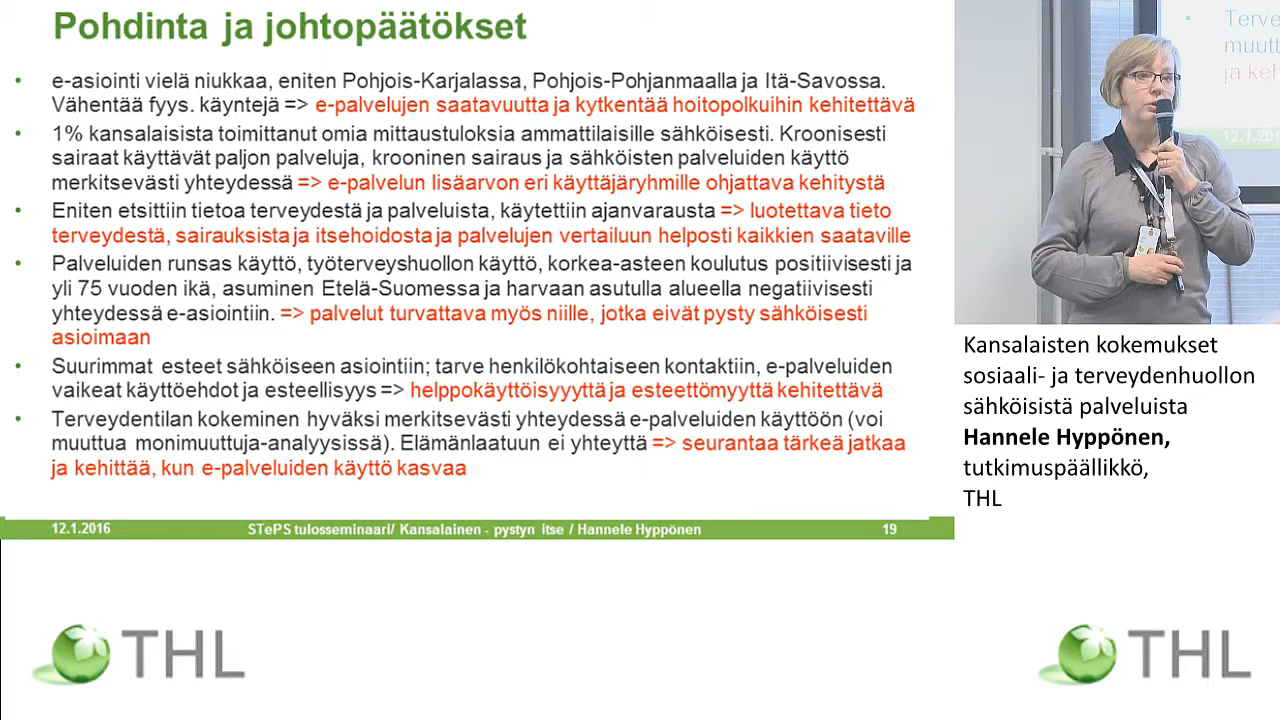 Pohdinta ja johtopäätökset
• e-asiointi vielä niukkaa, eniten Pohjois-Karjalassa, Pohjois-Pohjanmaalla ja Itä-Savossa.
Vähentää fyys. käyntejä => e-palvelujen saatavuutta ja kytkentää hoitopolkuihin kehitettävä
• 1% kansalaisista toimittanut omia mittaustuloksia ammattilaisille sähköisesti. Kroonisesti
sairaat käyttävät paljon palveluja, krooninen sairaus ja sähköisten palveluiden käyttö
merkitsevästi yhteydessä => e-palvelun lisäarvon eri käyttäjäryhmille ohjattava kehitystä
• Eniten etsittiin tietoa terveydestä ja palveluista, käytettiin ajanvarausta => luotettava tieto
terveydestä, sairauksista ja itsehoidosta ja palvelujen vertailuun helposti kaikkien saataville
• Palveluiden runsas käyttö, työterveyshuollon käyttö, korkea-asteen koulutus positiivisesti ja
yli 75 vuoden ikä, asuminen Etelä-Suomessa ja harvaan asutulla alueella negatiivisesti
yhteydessä e-asiointiin. => palvelut turvattava myös niille, jotka eivät pysty sähköisesti
asioimaan
• Suurimmat esteet sähköiseen asiointiin; tarve henkilökohtaiseen kontaktiin, e-palveluiden
vaikeat käyttöehdot ja esteellisyys => helppokäyttöisyyyttä ja esteettömyyttä kehitettävä
• Terveydentilan kokeminen hyväksi merkitsevästi yhteydessä e-palveluiden käyttöön (voi
muuttua monimuuttuja-analyysissä). Elämänlaatuun ei yhteyttä => seurantaa tärkeä jatkaa
ja kehittää, kun e-palveluiden käyttö kasvaa
12.1.2016 STePS tulosseminaari/ Kansalainen - pystyn itse / Hannele Hyppönen 19
• Terve
muutt
ja keh
12.1.20
Kansalaisten kokemukset
sosiaali- ja terveydenhuollon
sähköisistä palveluista
Hannele Hyppönen,
tutkimuspäällikkö,
THL
THL THL